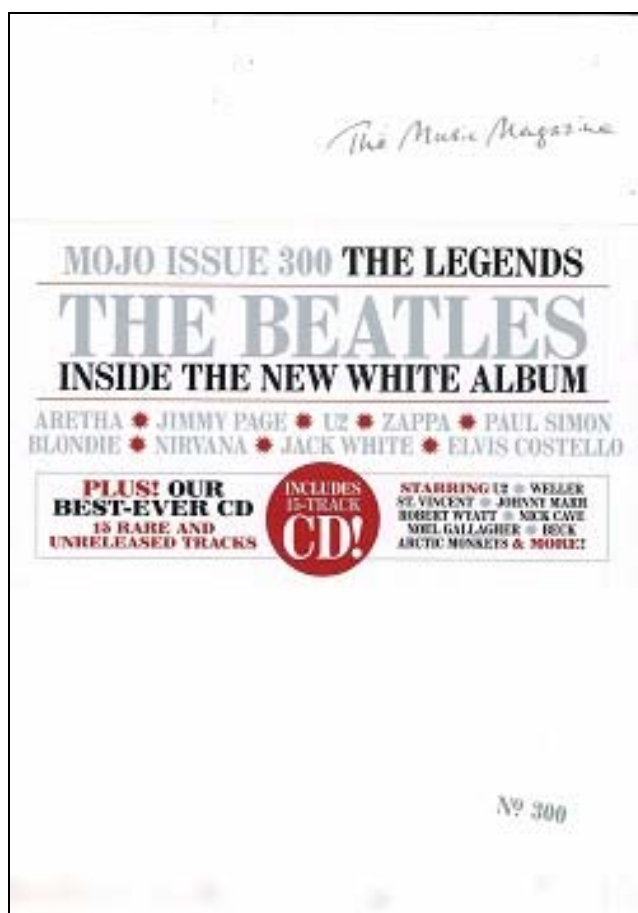 The Music Magazine
MOJO ISSUE 300 THE LEGENDS
THE BEATLES
INSIDE THE NEW WHITE ALBUM
ARETHA ✹ JIMMY PAGE ✹ U2 ✹ ZAPPA ✹ PAUL SIMON
BLONDIE ✹ NIRVANA ✹ JACK WHITE ✹ ELVIS COSTELLO
PLUS! OUR
BEST-EVER CD
15 RARE AND
UNRELEASED TRACKS
INCLUDES
15-TRACK
CD!
STARRING U2 ✹ WELLER
ST. VINCENT ✹ JOHNNY MARR
ROBERT WYATT ✹ NICK CAVE
NOEL GALLAGHER ✹ BECK
ARCTIC MONKEYS & MORE!
Nº 300